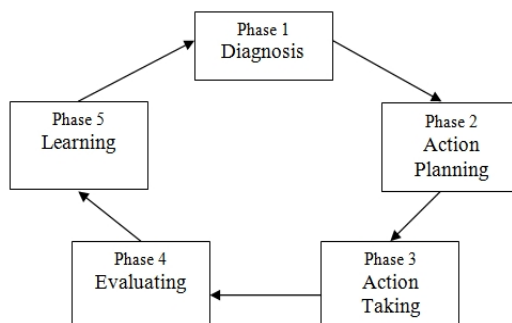 Phase 1
Diagnosis
Phase 2
Action
Planning
Phase 3
Action
Taking
Phase 4
Evaluating
Phase 5
Learning